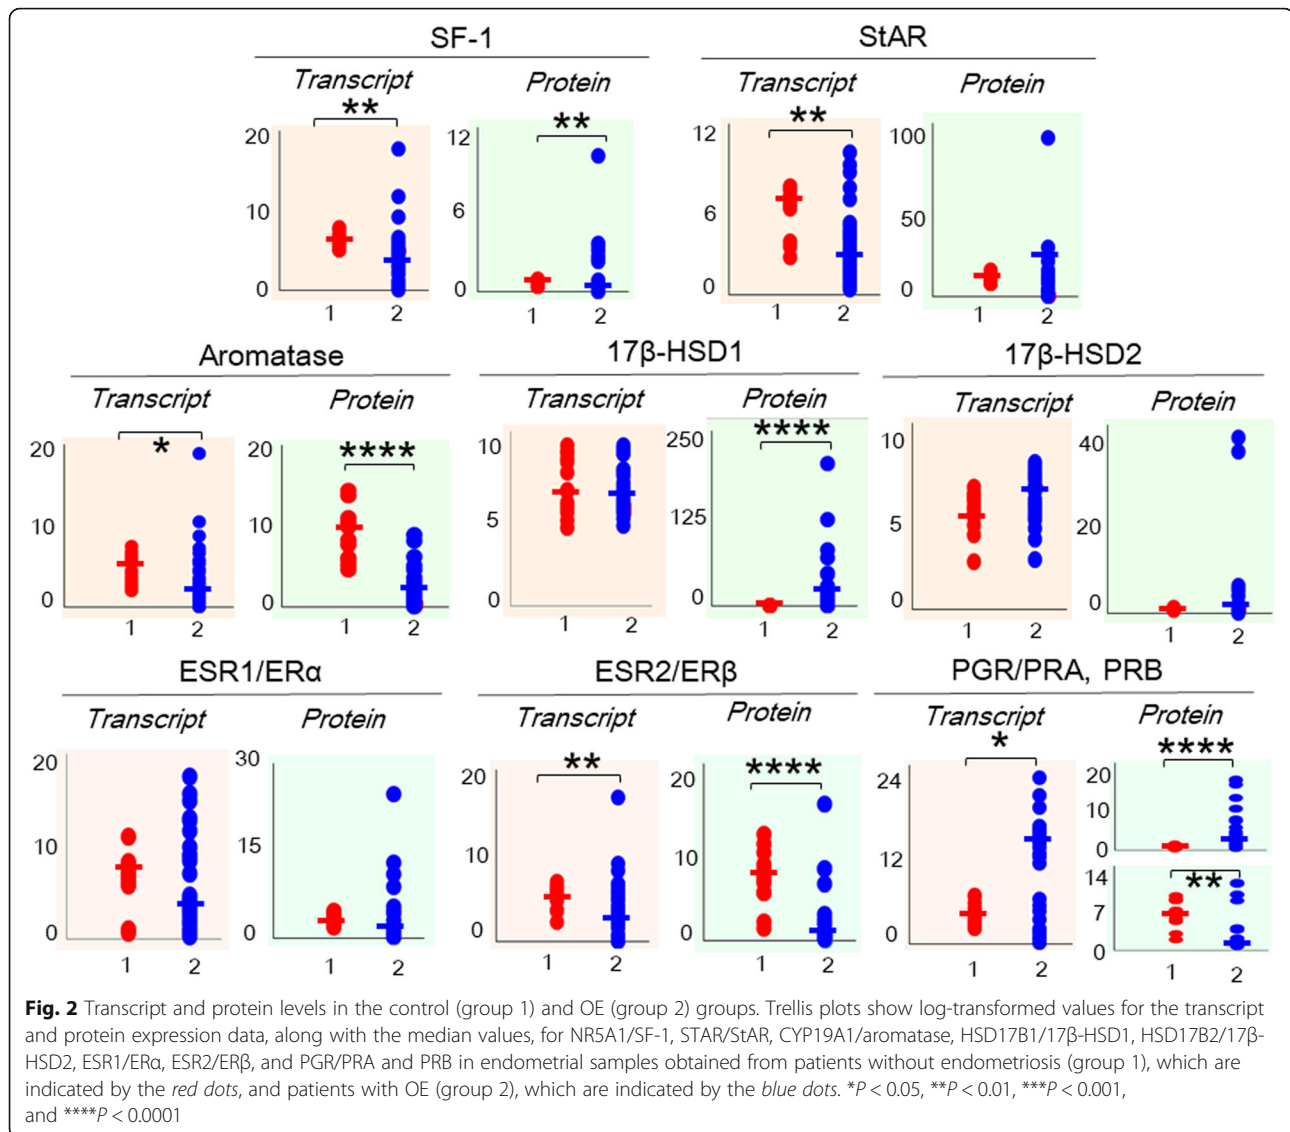 SF-1 StAR
Transcript Protein Transcript Protein
** ** **
20 12 12 100
10 6 6 50
0 0 0 0
1 2 1 2 1 2 1 2
Aromatase 17β-HSD1 17β-HSD2
Transcript Protein Transcript Protein Transcript Protein
* **** ****
20 20 10 250 10 40
10 10 5 125 5 20
0 0 0 0 0 0
1 2 1 2 1 2 1 2 1 2 1 2
ESR1/ERα ESR2/ERβ PGR/PRA, PRB
Transcript Protein Transcript Protein Transcript Protein
** **** * ****
20 30 20 20 24 20
10 15 10 10 12 10
0 0 0 0 0 0
**
14
7
0
1 2 1 2 1 2 1 2 1 2 1 2
Fig. 2 Transcript and protein levels in the control (group 1) and OE (group 2) groups. Trellis plots show log-transformed values for the transcript
and protein expression data, along with the median values, for NR5A1/SF-1, STAR/StAR, CYP19A1/aromatase, HSD17B1/17β-HSD1, HSD17B2/17β-
HSD2, ESR1/ERα, ESR2/ERβ, and PGR/PRA and PRB in endometrial samples obtained from patients without endometriosis (group 1), which are
indicated by the red dots, and patients with OE (group 2), which are indicated by the blue dots. *P < 0.05, **P < 0.01, ***P < 0.001,
and ****P < 0.0001